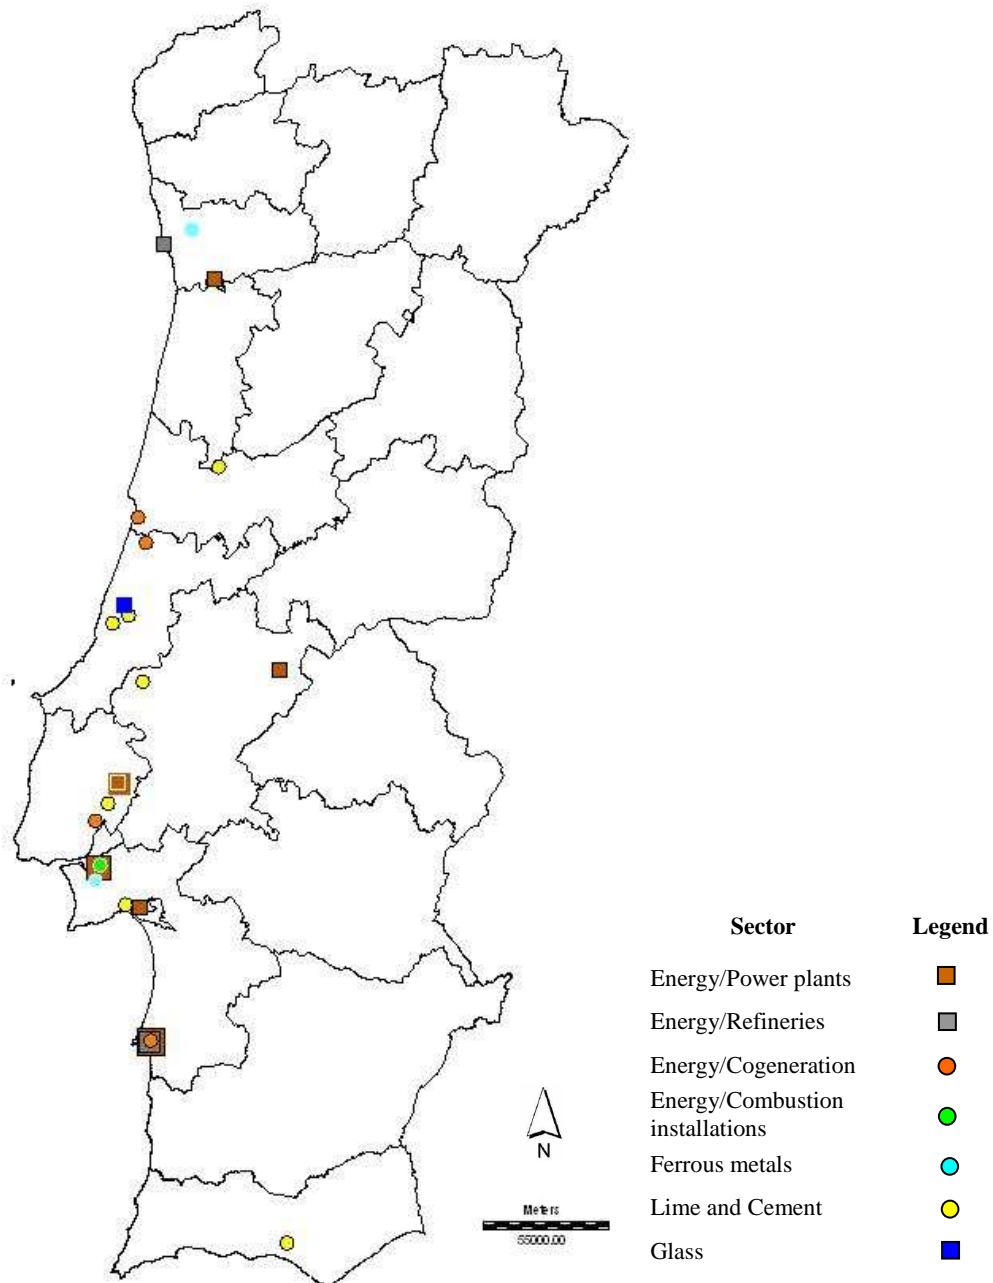 Sector Legend
Energy/Power plants
Energy/Refineries
Energy/Cogeneration
Energy/Combustion
installations
Ferrous metals
Lime and Cement
Glass
N
Meters
55000.00